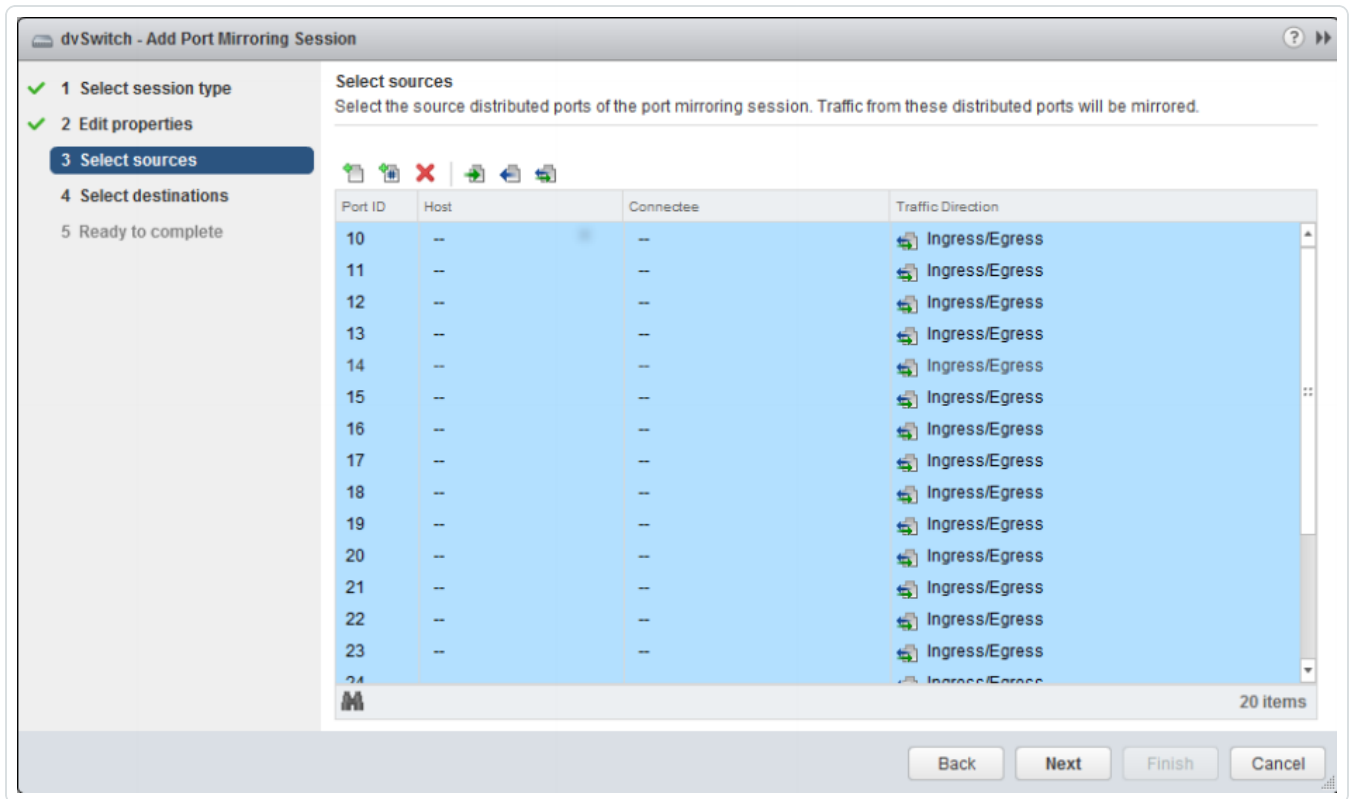 dvSwitch - Add Port Mirroring Session
1 Select session type
2 Edit properties
3 Select sources
4 Select destinations
5 Ready to complete
Select sources
Select the source distributed ports of the port mirroring session. Traffic from these distributed ports will be mirrored.
Port ID Host Connectee Traffic Direction
10 -- -- Ingress/Egress
11 -- -- Ingress/Egress
12 -- -- Ingress/Egress
13 -- -- Ingress/Egress
14 -- -- Ingress/Egress
15 -- -- Ingress/Egress
16 -- -- Ingress/Egress
17 -- -- Ingress/Egress
18 -- -- Ingress/Egress
19 -- -- Ingress/Egress
20 -- -- Ingress/Egress
21 -- -- Ingress/Egress
22 -- -- Ingress/Egress
23 -- -- Ingress/Egress
24 Ingress/Egress
20 items
Back Next Finish Cancel